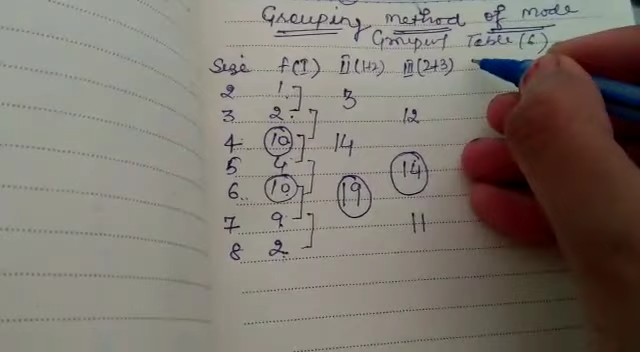 Grouping method of mode
Grouping Table (6)
Size f(I) II(1+2) III(2+3)
2 1 3
3 2 12
4 10 14
5 4 14
6 10 19
7 9 11
8 2